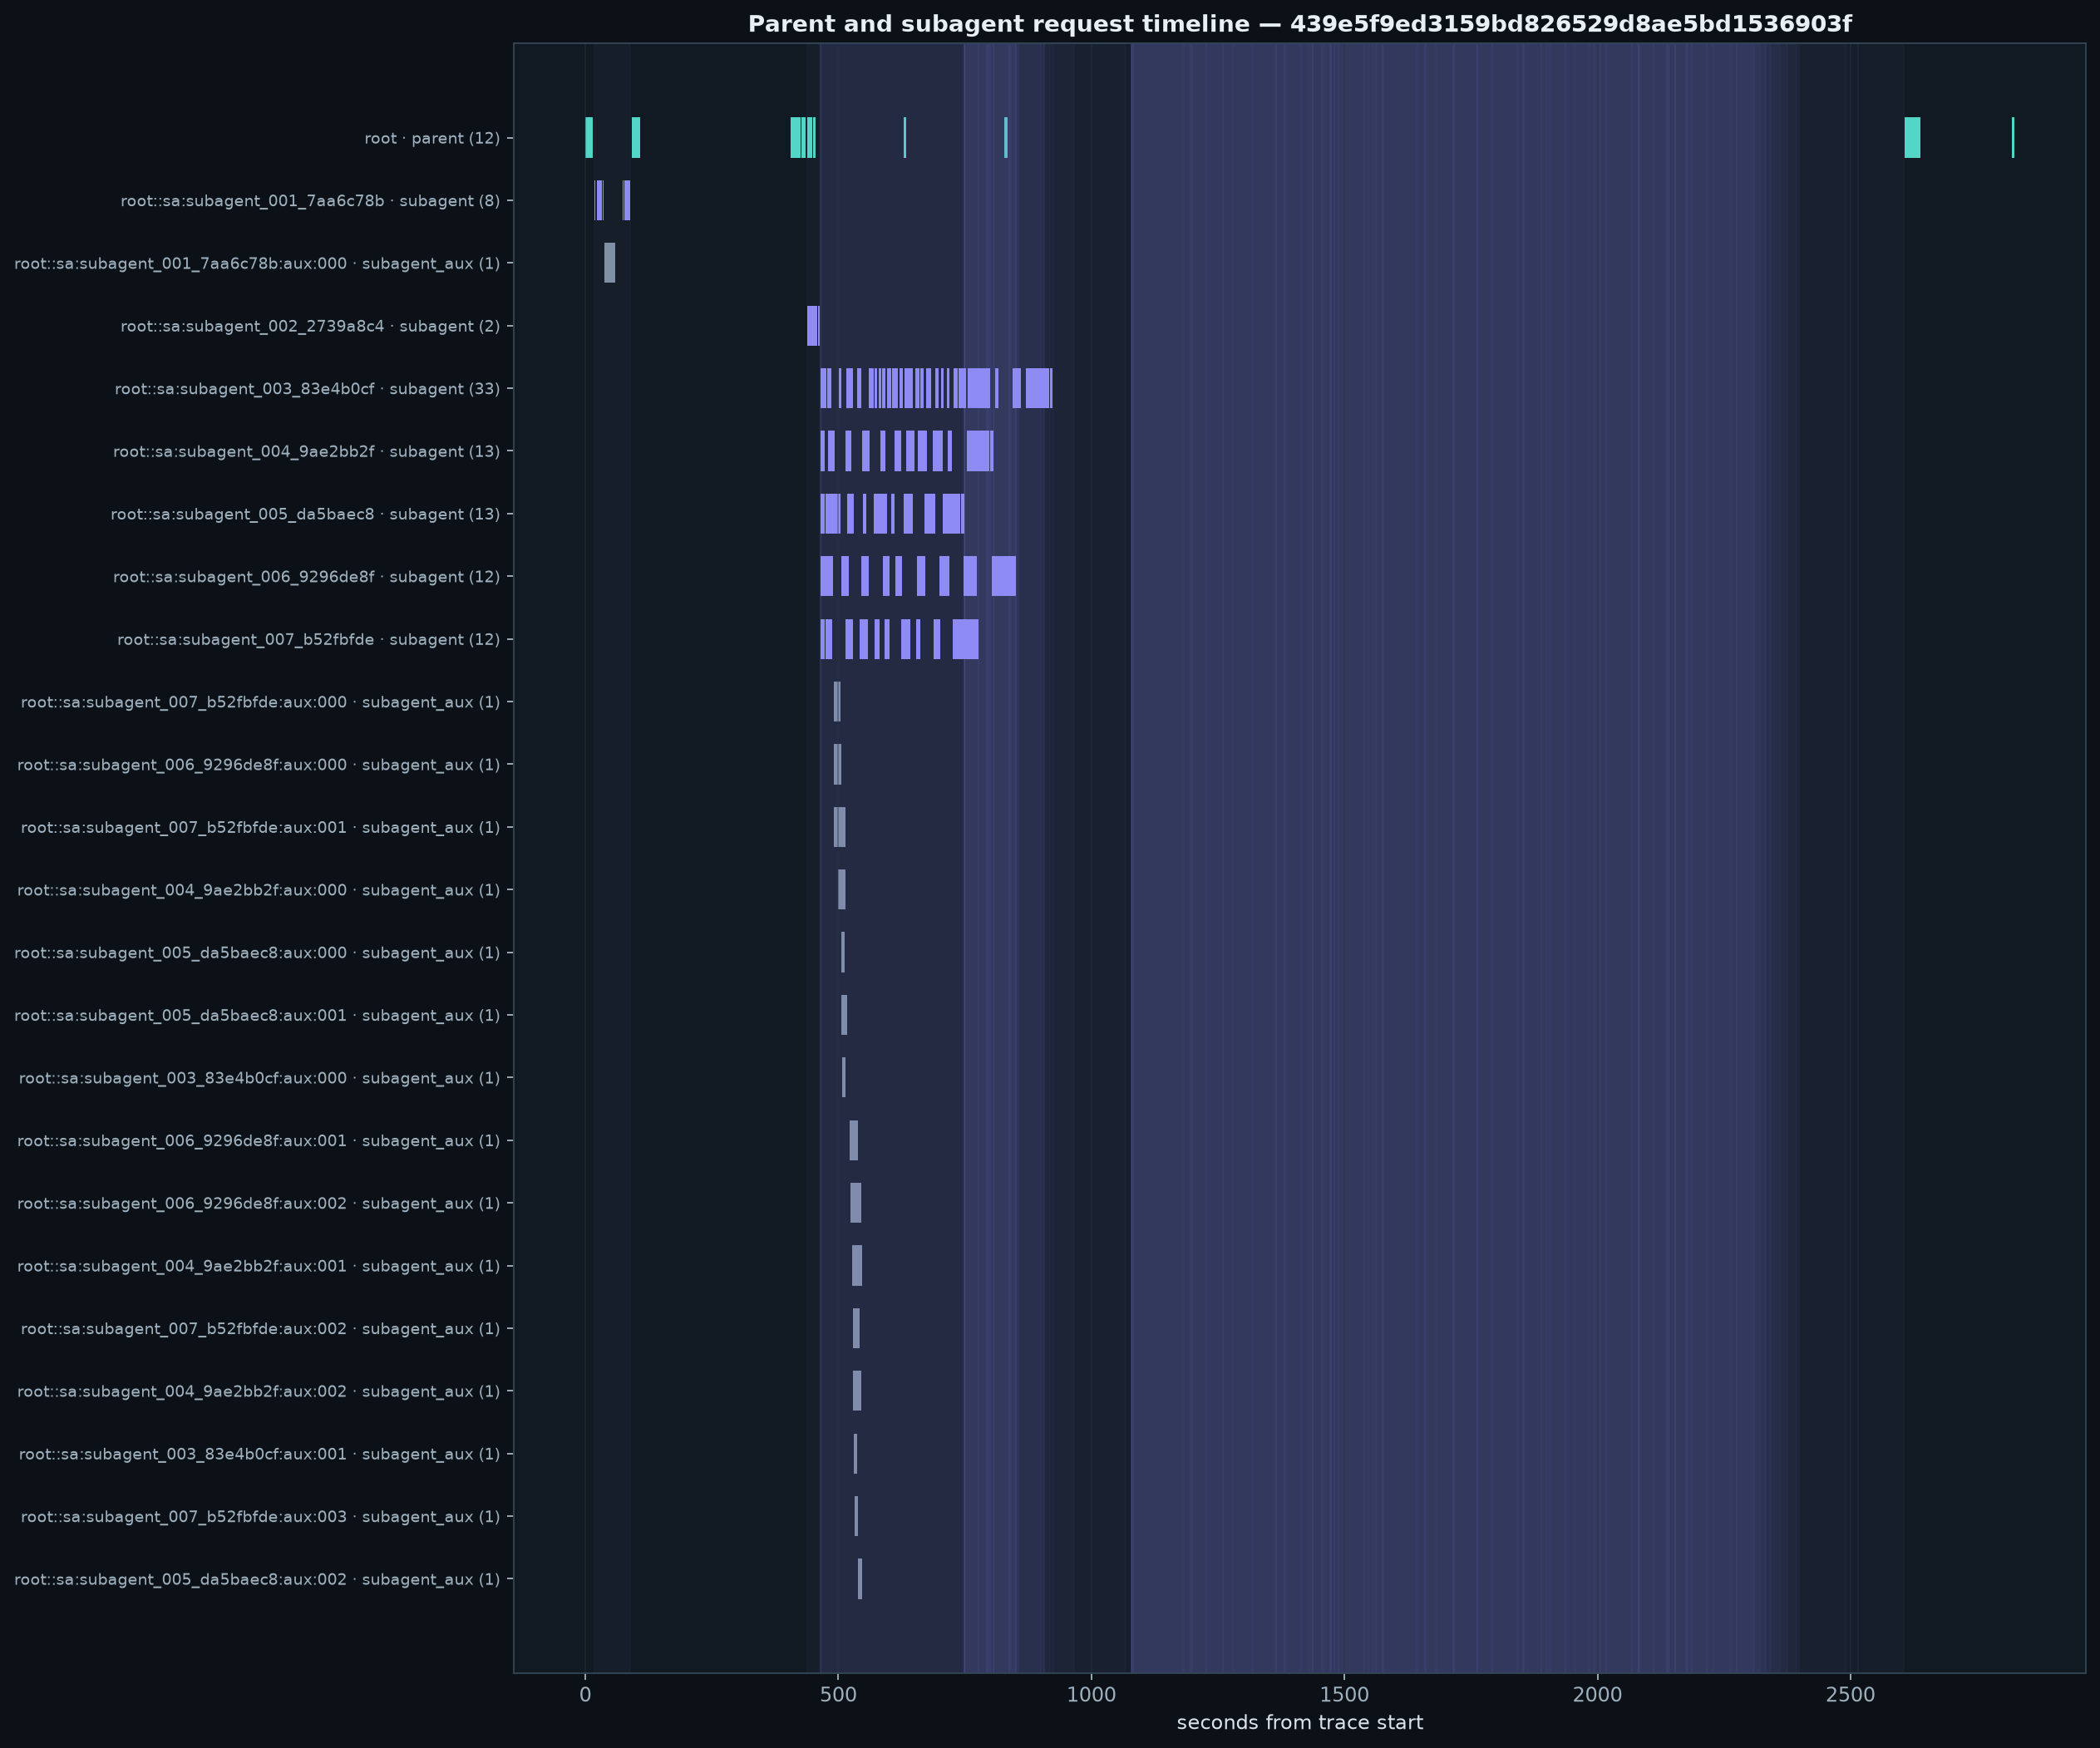 Parent and subagent request timeline — 439e5f9ed3159bd826529d8ae5bd1536903f
root · parent (12)
root::sa:subagent_001_7aa6c78b · subagent (8)
root::sa:subagent_001_7aa6c78b:aux:000 · subagent_aux (1)
root::sa:subagent_002_2739a8c4 · subagent (2)
root::sa:subagent_003_83e4b0cf · subagent (33)
root::sa:subagent_004_9ae2bb2f · subagent (13)
root::sa:subagent_005_da5baec8 · subagent (13)
root::sa:subagent_006_9296de8f · subagent (12)
root::sa:subagent_007_b52fbfde · subagent (12)
root::sa:subagent_007_b52fbfde:aux:000 · subagent_aux (1)
root::sa:subagent_006_9296de8f:aux:000 · subagent_aux (1)
root::sa:subagent_007_b52fbfde:aux:001 · subagent_aux (1)
root::sa:subagent_004_9ae2bb2f:aux:000 · subagent_aux (1)
root::sa:subagent_005_da5baec8:aux:000 · subagent_aux (1)
root::sa:subagent_005_da5baec8:aux:001 · subagent_aux (1)
root::sa:subagent_003_83e4b0cf:aux:000 · subagent_aux (1)
root::sa:subagent_006_9296de8f:aux:001 · subagent_aux (1)
root::sa:subagent_006_9296de8f:aux:002 · subagent_aux (1)
root::sa:subagent_004_9ae2bb2f:aux:001 · subagent_aux (1)
root::sa:subagent_007_b52fbfde:aux:002 · subagent_aux (1)
root::sa:subagent_004_9ae2bb2f:aux:002 · subagent_aux (1)
root::sa:subagent_003_83e4b0cf:aux:001 · subagent_aux (1)
root::sa:subagent_007_b52fbfde:aux:003 · subagent_aux (1)
root::sa:subagent_005_da5baec8:aux:002 · subagent_aux (1)
0 500 1000 1500 2000 2500
seconds from trace start